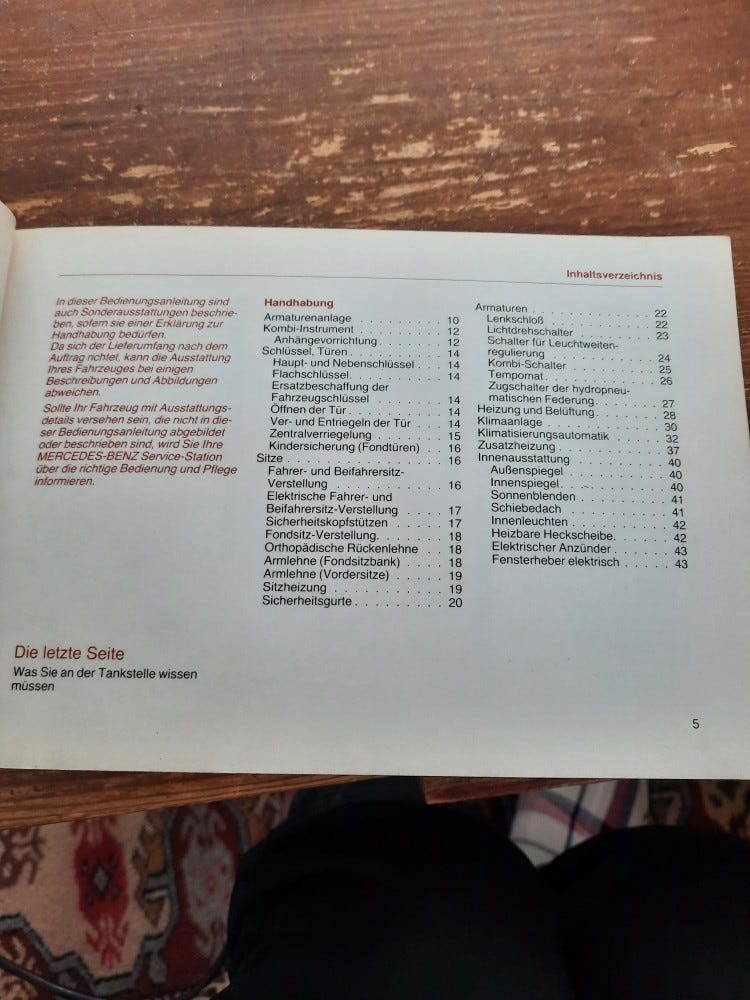 Inhaltsverzeichnis
In dieser Bedienungsanleitung sind
auch Sonderausstattungen beschrie-
ben, sofern sie einer Erklärung zur
Handhabung bedürfen.
Da sich der Lieferumfang nach dem
Auftrag richtet, kann die Ausstattung
Ihres Fahrzeuges bei einigen
Beschreibungen und Abbildungen
abweichen.
Sollte Ihr Fahrzeug mit Ausstattungs-
details versehen sein, die nicht in die-
ser Bedienungsanleitung abgebildet
oder beschrieben sind, wird Sie Ihre
MERCEDES-BENZ Service-Station
über die richtige Bedienung und Pflege
informieren.
Die letzte Seite
Was Sie an der Tankstelle wissen
müssen
Handhabung
Armaturenanlage . . . . . . . . . 10
Kombi-Instrument . . . . . . . . 12
Anhängevorrichtung . . . . . . 12
Schlüssel, Türen . . . . . . . . . 14
Haupt- und Nebenschlüssel . . . 14
Flachschlüssel . . . . . . . . . 14
Ersatzbeschaffung der
Fahrzeugschlüssel . . . . . . . 14
Öffnen der Tür . . . . . . . . . 14
Ver- und Entriegeln der Tür . . . 14
Zentralverriegelung . . . . . . . 15
Kindersicherung (Fondtüren) . . 16
Sitze . . . . . . . . . . . . . . . 16
Fahrer- und Beifahrersitz-
Verstellung . . . . . . . . . . 16
Elektrische Fahrer- und
Beifahrersitz-Verstellung . . . . 17
Sicherheitskopfstützen . . . . . 17
Fondsitz-Verstellung . . . . . . 18
Orthopädische Rückenlehne . . 18
Armlehne (Fondsitzbank) . . . . 18
Armlehne (Vordersitze) . . . . . 19
Sitzheizung . . . . . . . . . . . 19
Sicherheitsgurte . . . . . . . . . 20
Armaturen . . . . . . . . . . . . 22
Lenkschloß . . . . . . . . . . . 22
Lichtdrehschalter . . . . . . . . 23
Schalter für Leuchtweiten-
regulierung . . . . . . . . . . . 24
Kombi-Schalter . . . . . . . . . 25
Tempomat . . . . . . . . . . . . 26
Zugschalter der hydropneu-
matischen Federung . . . . . . . 27
Heizung und Belüftung . . . . . . 28
Klimaanlage . . . . . . . . . . . 30
Klimatisierungsautomatik . . . . . 32
Zusatzheizung . . . . . . . . . . 37
Innenausstattung . . . . . . . . . 40
Außenspiegel . . . . . . . . . . 40
Innenspiegel . . . . . . . . . . . 40
Sonnenblenden . . . . . . . . . 41
Schiebedach . . . . . . . . . . . 41
Innenleuchten . . . . . . . . . . 42
Heizbare Heckscheibe . . . . . . 42
Elektrischer Anzünder . . . . . . 43
Fensterheber elektrisch . . . . . 43
5